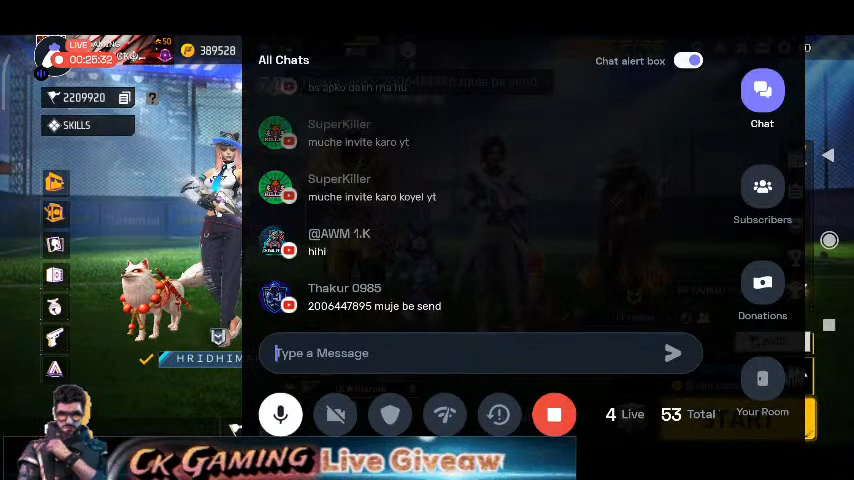 LIVE
00:25:32
50
389528
2209920
?
SKILLS
All Chats
Chat alert box
bs apko dekh rha hu
SuperKiller
muche invite karo yt
SuperKiller
muche invite karo koyel yt
@AWM 1.K
hihi
Thakur 0985
2006447895 muje be send
Type a Message
4 Live
53 Total
Chat
Subscribers
Donations
Your Room
HRIDHIM
START
CK GAMING Live Giveaw